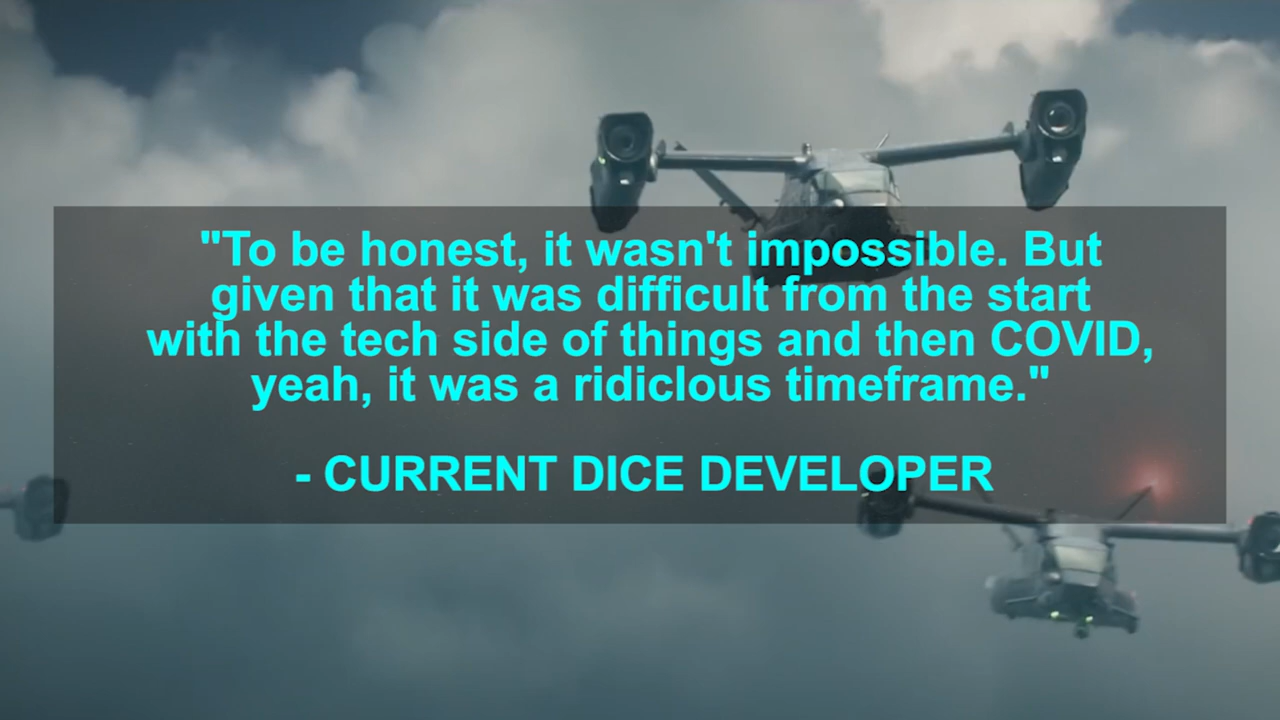 "To be honest, it wasn't impossible. But
given that it was difficult from the start
with the tech side of things and then COVID,
yeah, it was a ridiclous timeframe."
- CURRENT DICE DEVELOPER